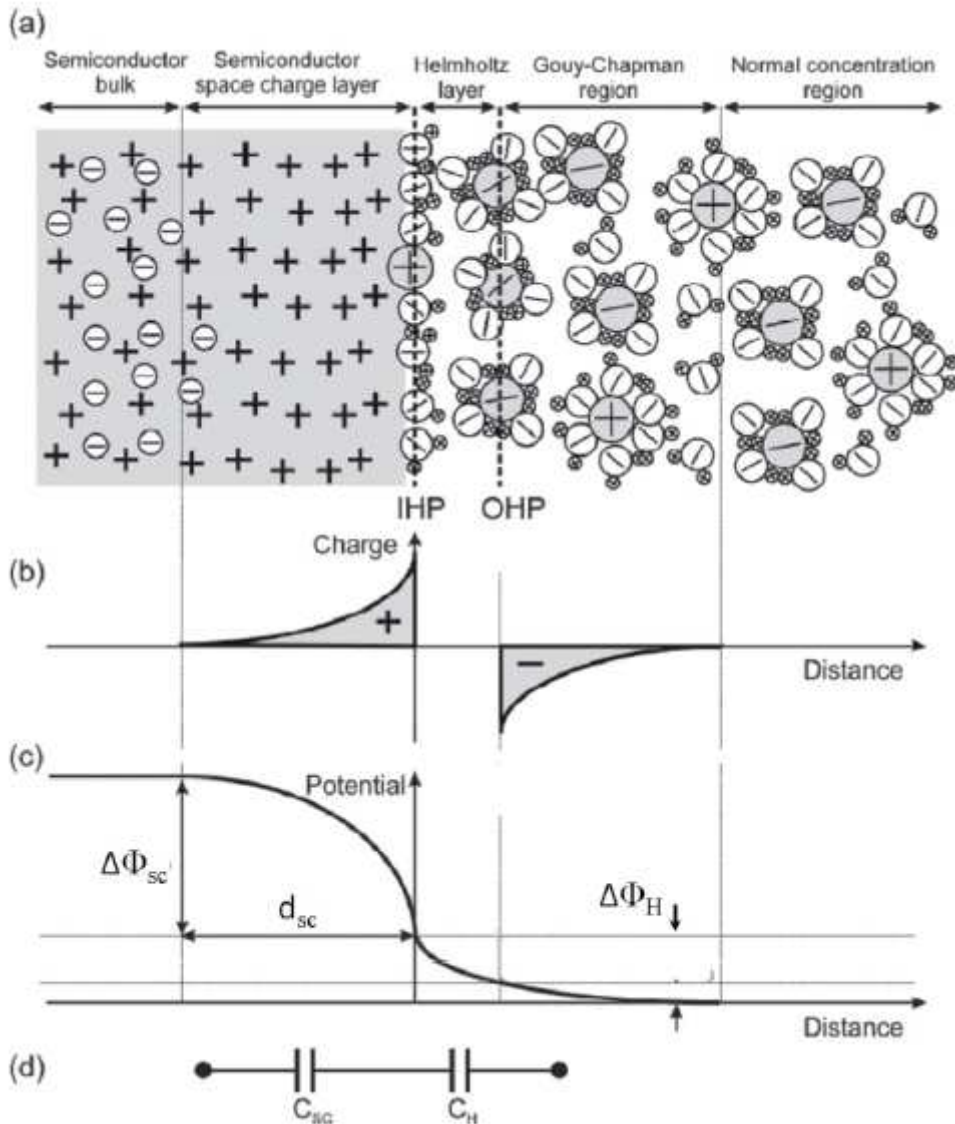 (a)
Semiconductor bulk
Semiconductor space charge layer
Helmholtz layer
Gouy-Chapman region
Normal concentration region
IHP
OHP
(b)
Charge
+
−
Distance
(c)
Potential
ΔΦsc
dsc
ΔΦH
Distance
(d)
CSC
CH